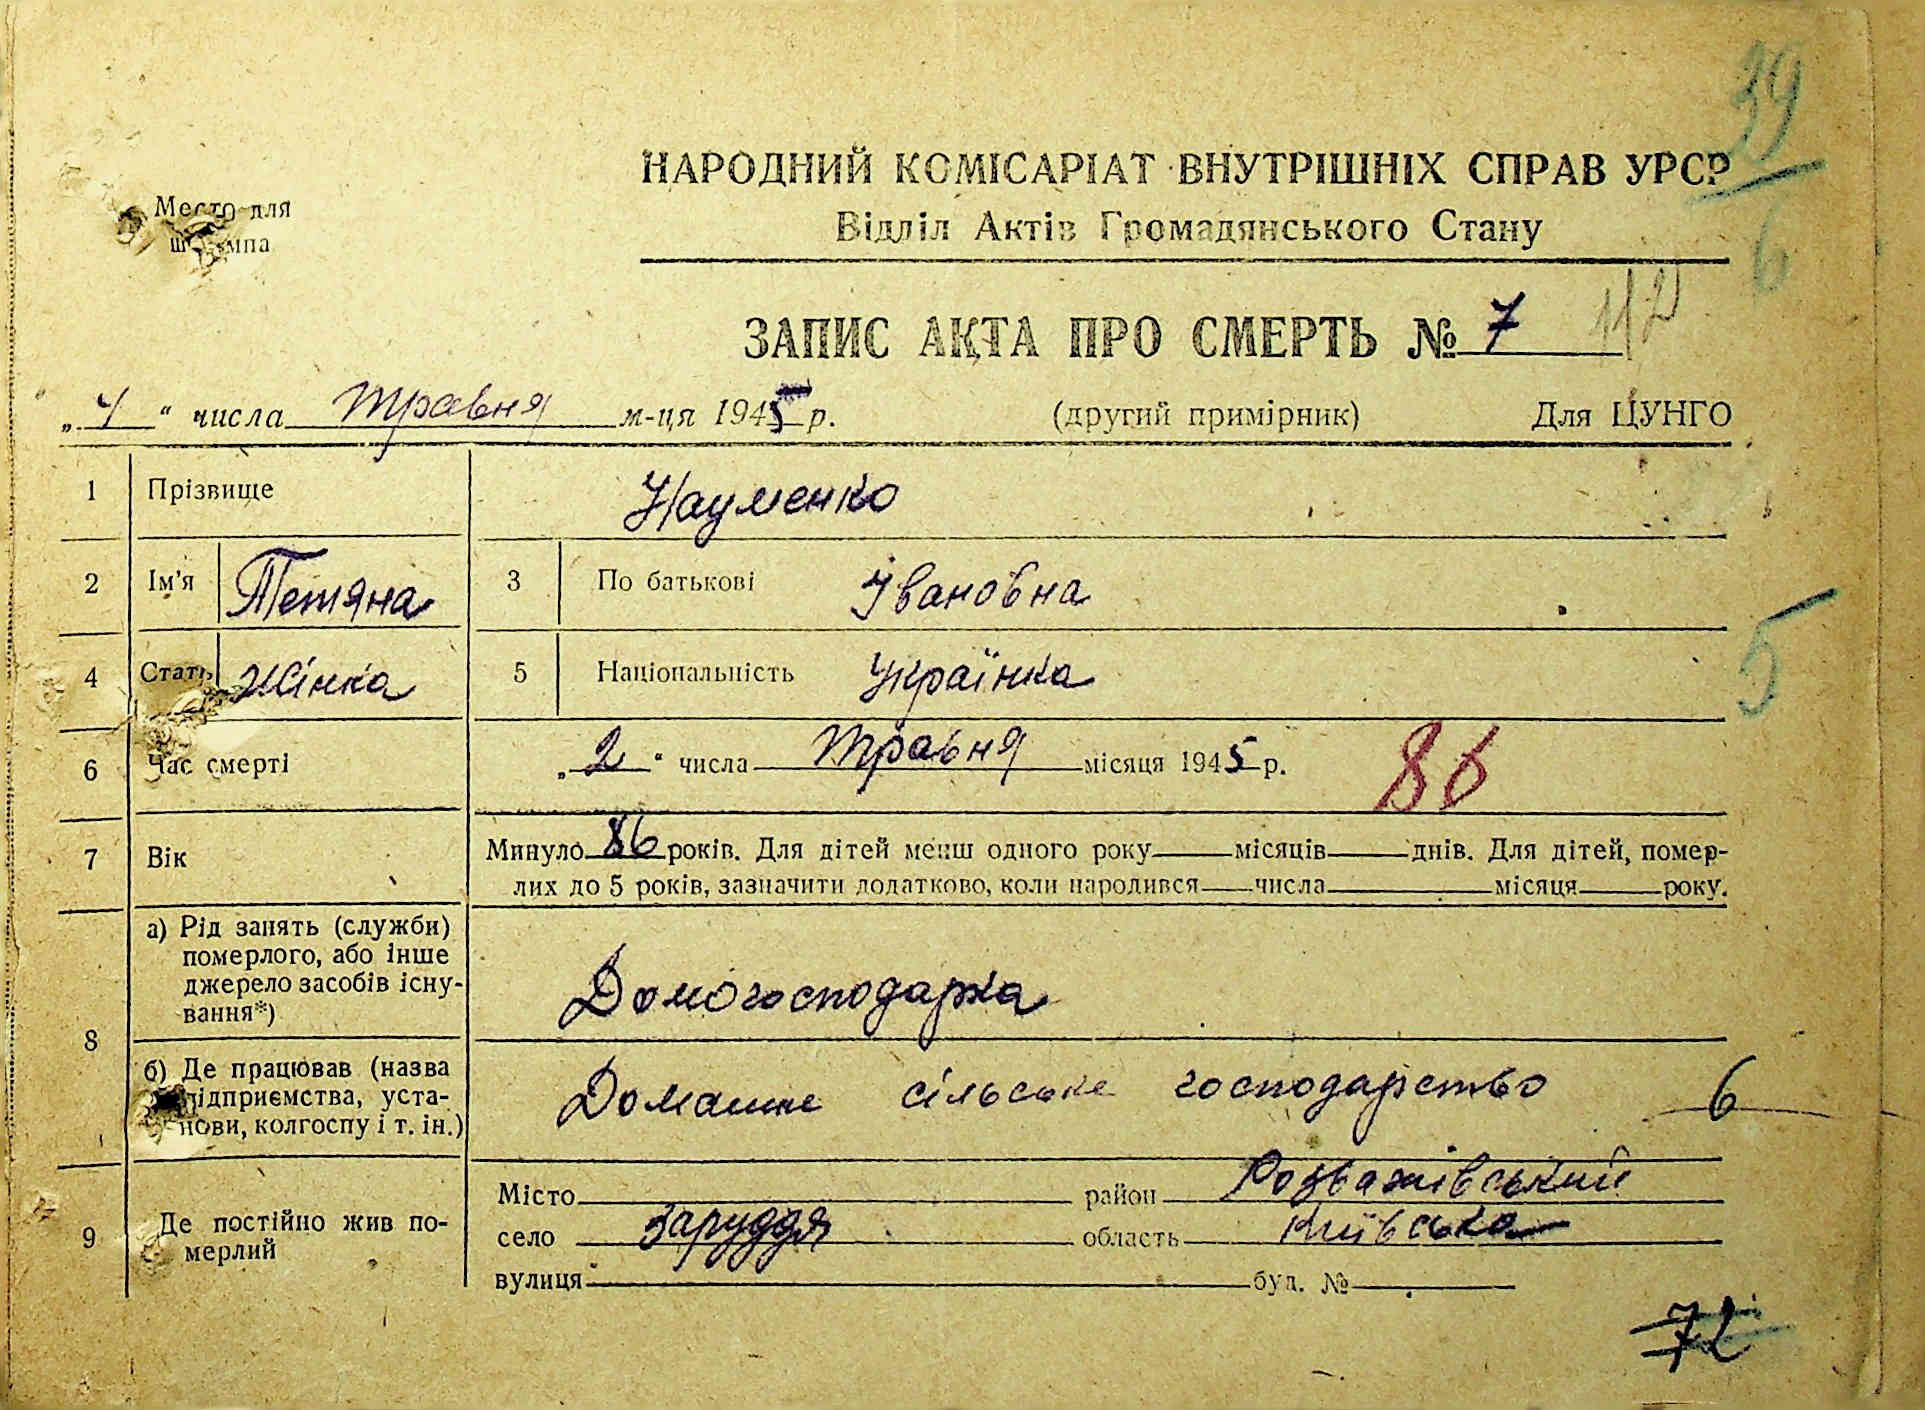 39
6
Место для
штампа
НАРОДНИЙ КОМІСАРІАТ ВНУТРІШНІХ СПРАВ УРСР
Відділ Актів Громадянського Стану
ЗАПИС АКТА ПРО СМЕРТЬ № 7 112
„ 4 “ числа травня м-ця 1945 р. (другий примірник) Для ЦУНГО
1 Прізвище Науменко
2 Ім'я Тетяна 3 По батькові Івановна
4 Стать Жінка 5 Національність Українка
5
6 Час смерті „ 2 “ числа травня місяця 1945 р. 86
7 Вік Минуло 86 років. Для дітей менш одного року місяців днів. Для дітей, помер-
лих до 5 років, зазначити додатково, коли народився числа місяця року.
8 а) Рід занять (служби)
померлого, або інше
джерело засобів існу-
вання*)
Домогосподарка
б) Де працював (назва
підприємства, уста-
нови, колгоспу і т. ін.)
Домашнє сільське господарство 6
9 Де постійно жив по-
мерлий
Місто район Розважівський
село Заруддя область Київська
вулиця буд. №
72